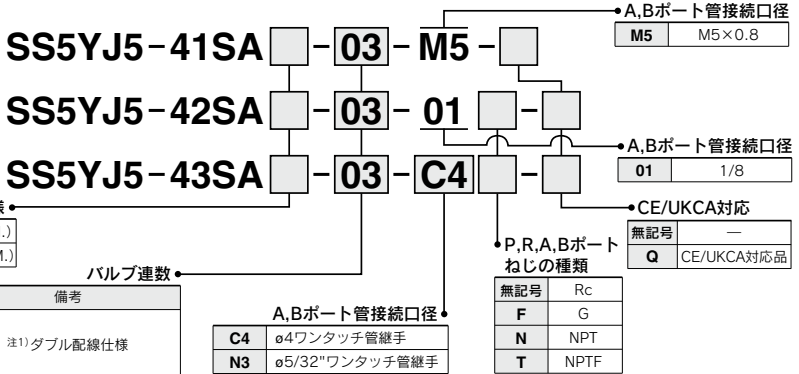 A,Bポート管接続口径
M5 M5×0.8
SS5YJ5-41SA - 03 - M5 -
SS5YJ5-42SA - 03 - 01 -
A,Bポート管接続口径
01 1/8
SS5YJ5-43SA - 03 - C4 -
.)
M.)
CE/UKCA対応
無記号 —
Q CE/UKCA対応品
バルブ連数
備考
注1)ダブル配線仕様
A,Bポート管接続口径
C4 ø4ワンタッチ管継手
N3 ø5/32"ワンタッチ管継手
P,R,A,Bポート
ねじの種類
無記号 Rc
F G
N NPT
T NPTF